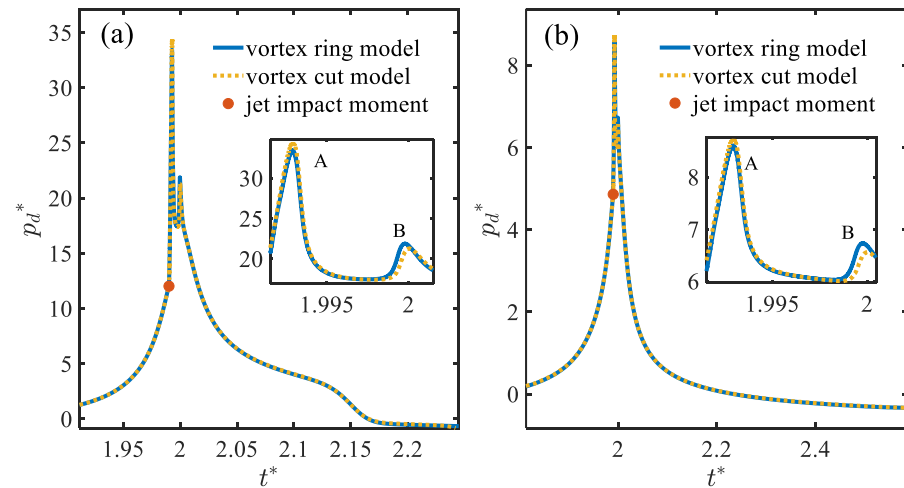 (a)
vortex ring model
vortex cut model
jet impact moment
35
30
25
20
15
10
5
0
p_d^*
1.95
2
2.05
2.1
2.15
2.2
t^*
A
B
30
25
20
1.995
2
(b)
vortex ring model
vortex cut model
jet impact moment
8
6
4
2
0
p_d^*
2
2.2
2.4
t^*
A
B
8
7
6
1.995
2